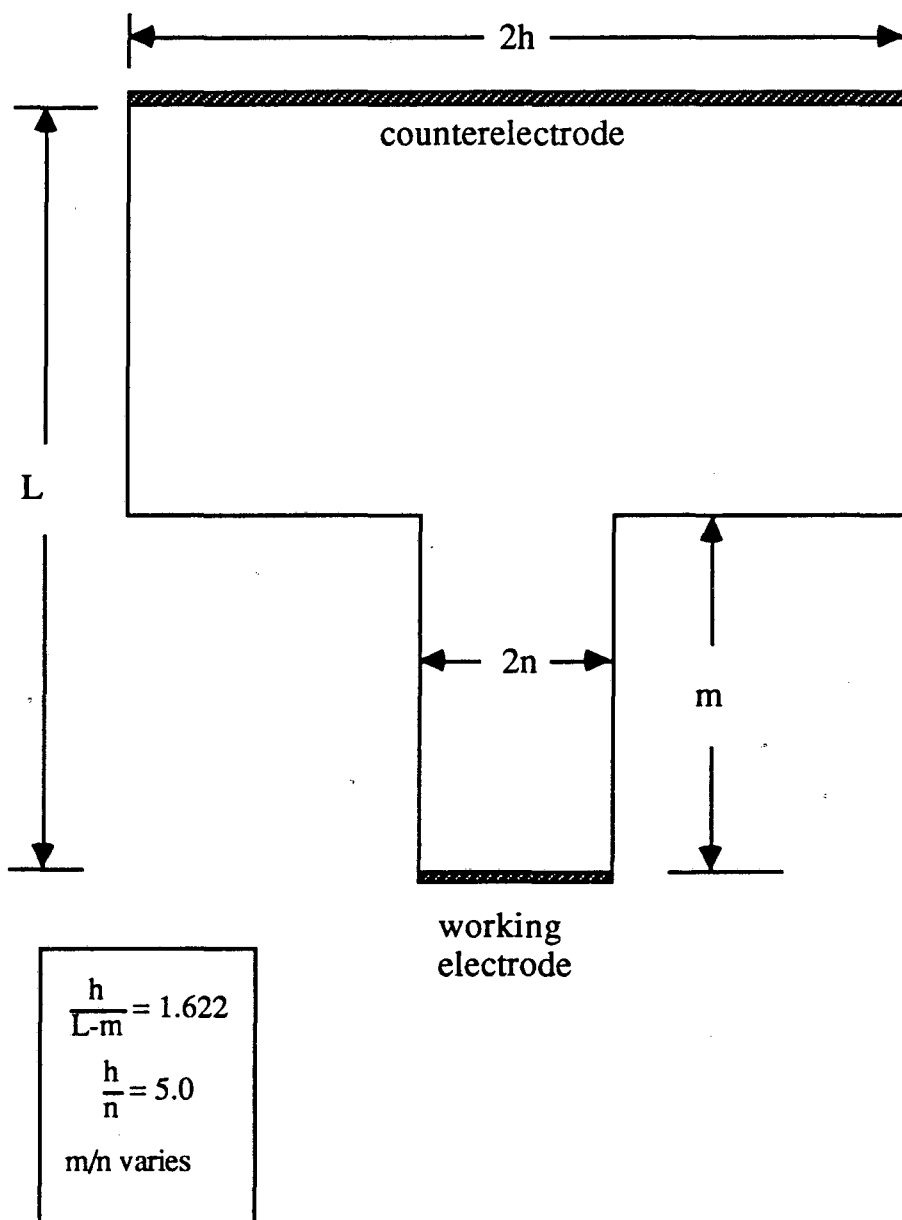 2h
counterelectrode
L
2n
m
working
electrode
h
L-m
= 1.622
h
n
= 5.0
m/n varies